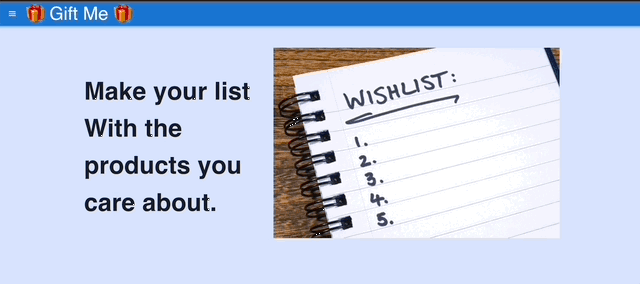 🎁 Gift Me 🎁
Make your list
With the
products you
care about.
WISHLIST:
1.
2.
3.
4.
5.